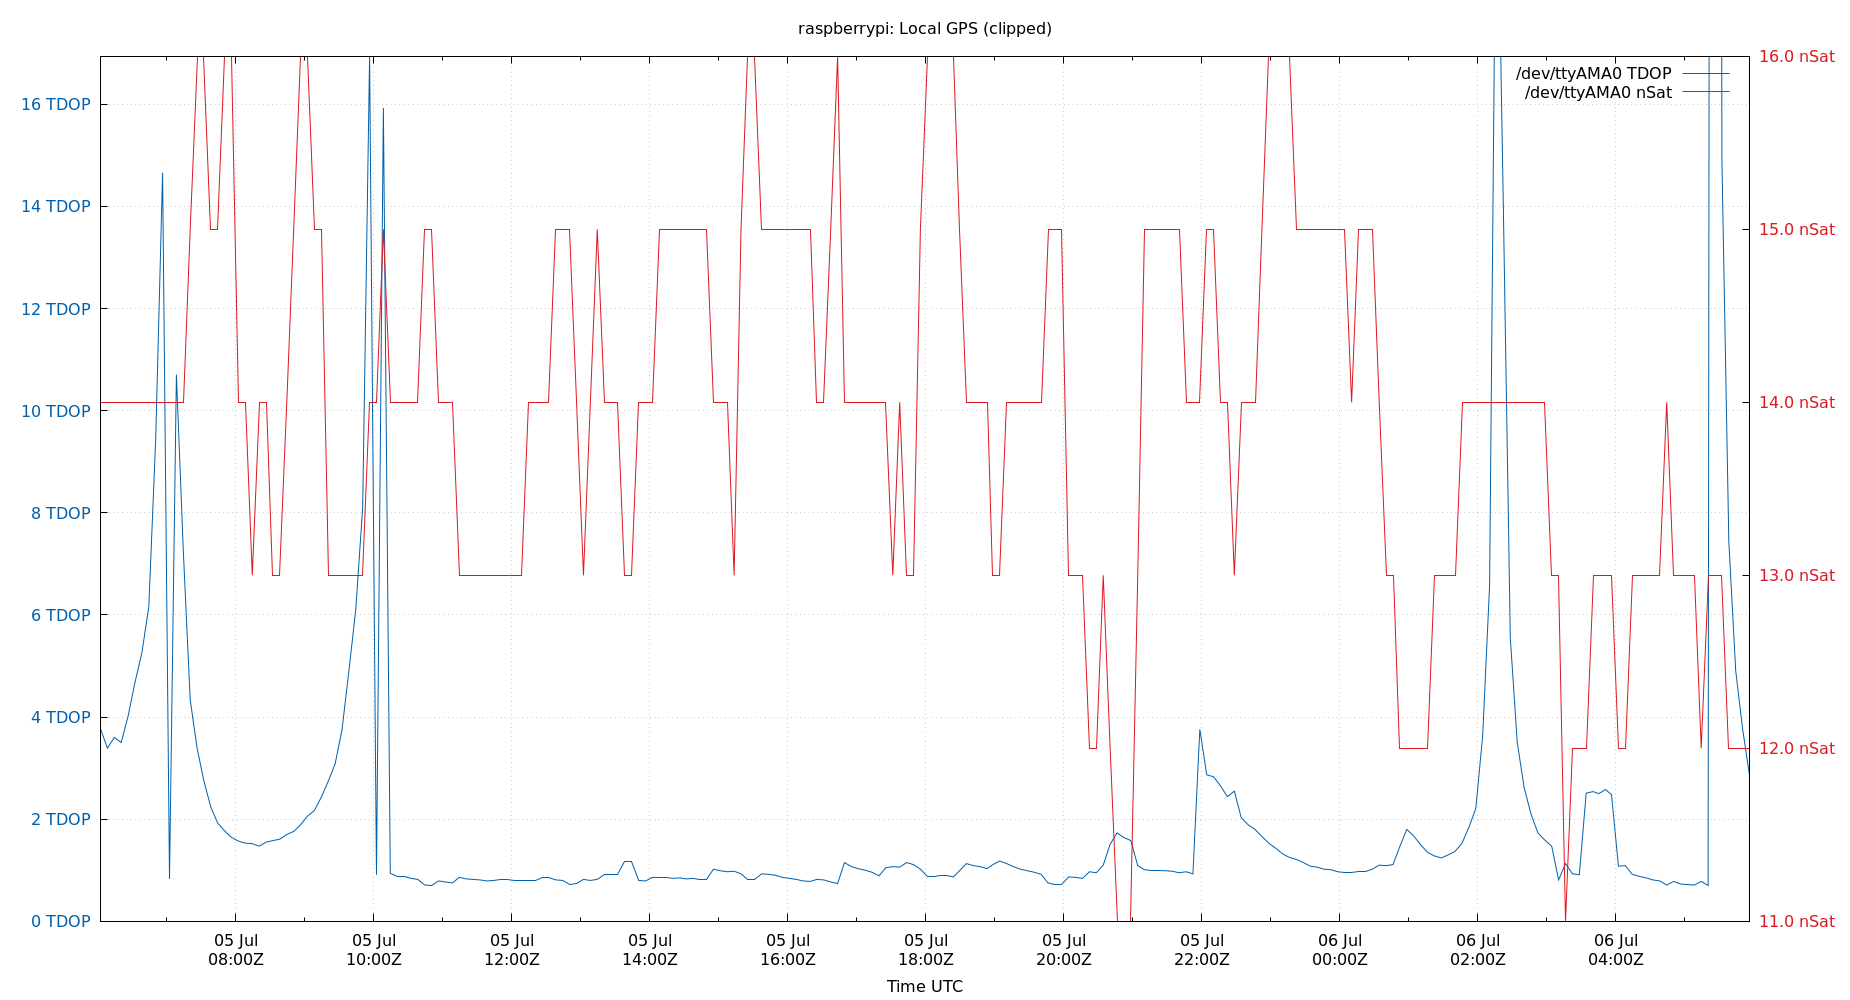 raspberrypi: Local GPS (clipped)
/dev/ttyAMA0 TDOP
/dev/ttyAMA0 nSat
16 TDOP
14 TDOP
12 TDOP
10 TDOP
8 TDOP
6 TDOP
4 TDOP
2 TDOP
0 TDOP
16.0 nSat
15.0 nSat
14.0 nSat
13.0 nSat
12.0 nSat
11.0 nSat
05 Jul 05 Jul 05 Jul 05 Jul 05 Jul 05 Jul 05 Jul 05 Jul 06 Jul 06 Jul 06 Jul
08:00Z 10:00Z 12:00Z 14:00Z 16:00Z 18:00Z 20:00Z 22:00Z 00:00Z 02:00Z 04:00Z
Time UTC